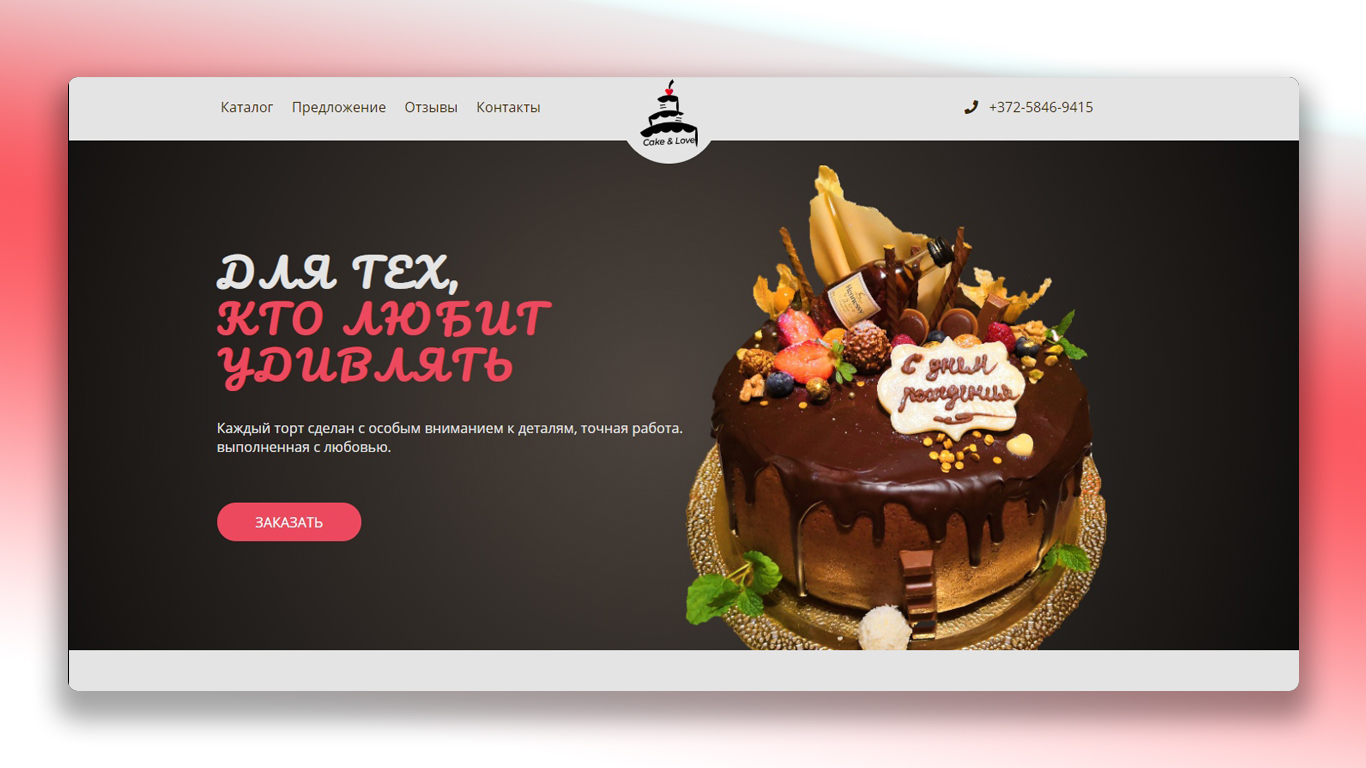 Каталог Предложение Отзывы Контакты
Cake & Love
+372-5846-9415
ДЛЯ ТЕХ,
КТО ЛЮБИТ
УДИВЛЯТЬ
Каждый торт сделан с особым вниманием к деталям, точная работа.
выполненная с любовью.
ЗАКАЗАТЬ
Hennessy
С днем
рождения